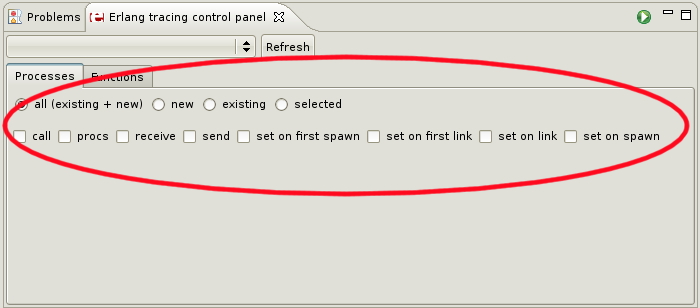 Problems Erlang tracing control panel
Refresh
Processes Functions
all (existing + new) new existing selected
call procs receive send set on first spawn set on first link set on link set on spawn